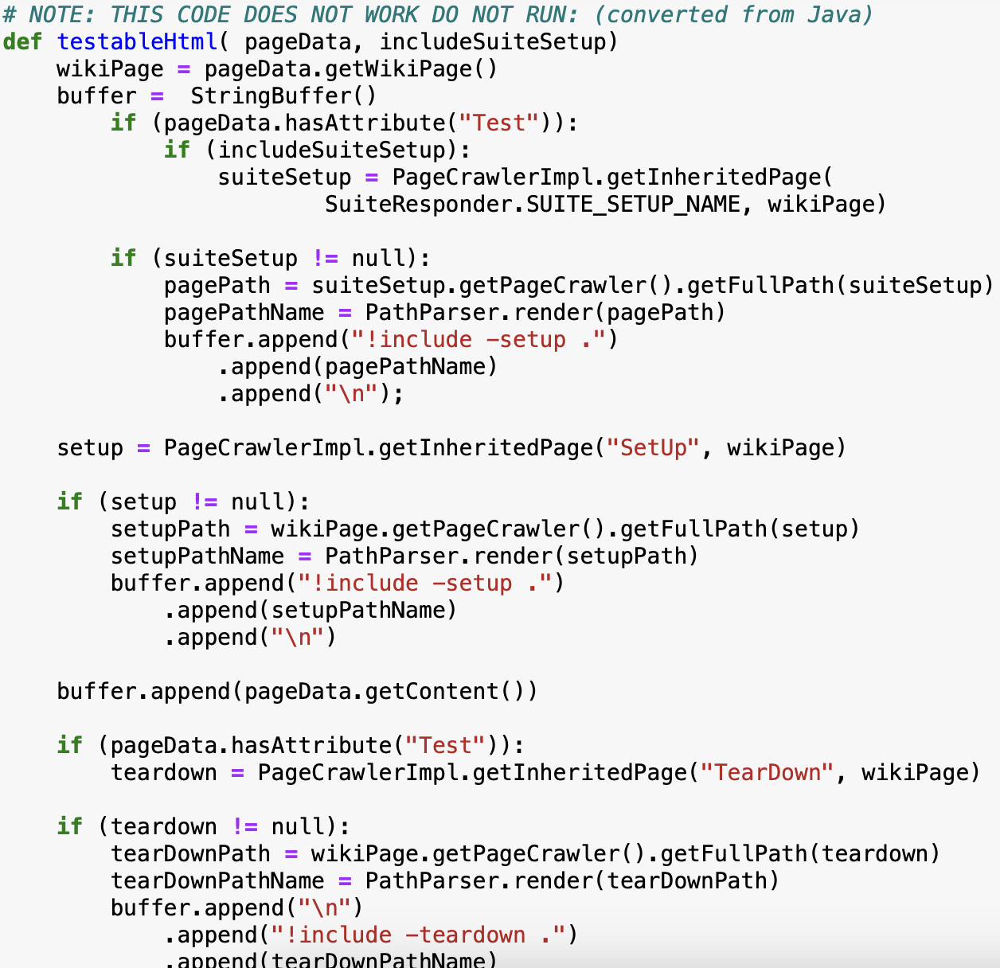 # NOTE: THIS CODE DOES NOT WORK DO NOT RUN: (converted from Java)
def testableHtml( pageData, includeSuiteSetup)
    wikiPage = pageData.getWikiPage()
    buffer =  StringBuffer()
        if (pageData.hasAttribute("Test")):
            if (includeSuiteSetup):
                suiteSetup = PageCrawlerImpl.getInheritedPage(
                        SuiteResponder.SUITE_SETUP_NAME, wikiPage)

        if (suiteSetup != null):
            pagePath = suiteSetup.getPageCrawler().getFullPath(suiteSetup)
            pagePathName = PathParser.render(pagePath)
            buffer.append("!include -setup .")
                .append(pagePathName)
                .append("\n");

    setup = PageCrawlerImpl.getInheritedPage("SetUp", wikiPage)

    if (setup != null):
        setupPath = wikiPage.getPageCrawler().getFullPath(setup)
        setupPathName = PathParser.render(setupPath)
        buffer.append("!include -setup .")
            .append(setupPathName)
            .append("\n")

    buffer.append(pageData.getContent())

    if (pageData.hasAttribute("Test")):
        teardown = PageCrawlerImpl.getInheritedPage("TearDown", wikiPage)

    if (teardown != null):
        tearDownPath = wikiPage.getPageCrawler().getFullPath(teardown)
        tearDownPathName = PathParser.render(tearDownPath)
        buffer.append("\n")
            .append("!include -teardown .")
            .append(tearDownPathName)